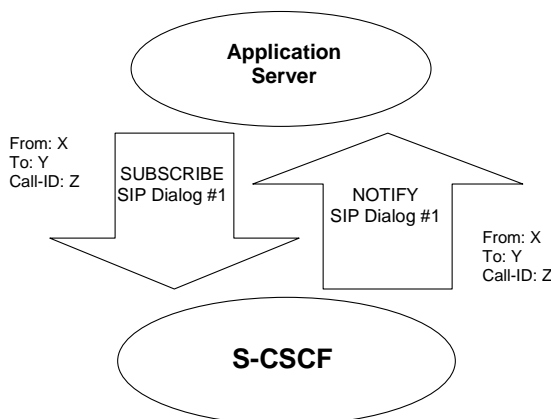 Application
Server
From: X
To: Y
Call-ID: Z
SUBSCRIBE
SIP Dialog #1
NOTIFY
SIP Dialog #1
From: X
To: Y
Call-ID: Z
S-CSCF